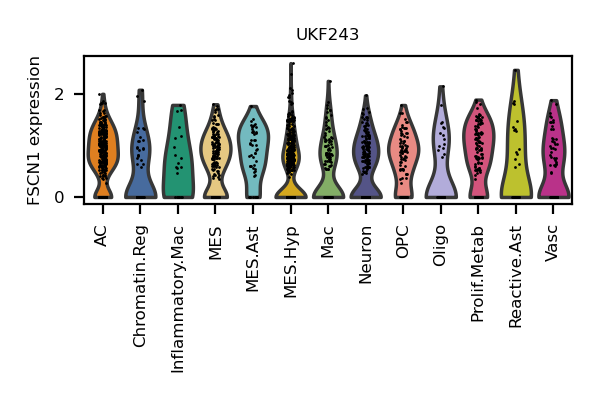 UKF243
FSCN1 expression
2
0
AC
Chromatin.Reg
Inflammatory.Mac
MES
MES.Ast
MES.Hyp
Mac
Neuron
OPC
Oligo
Prolif.Metab
Reactive.Ast
Vasc